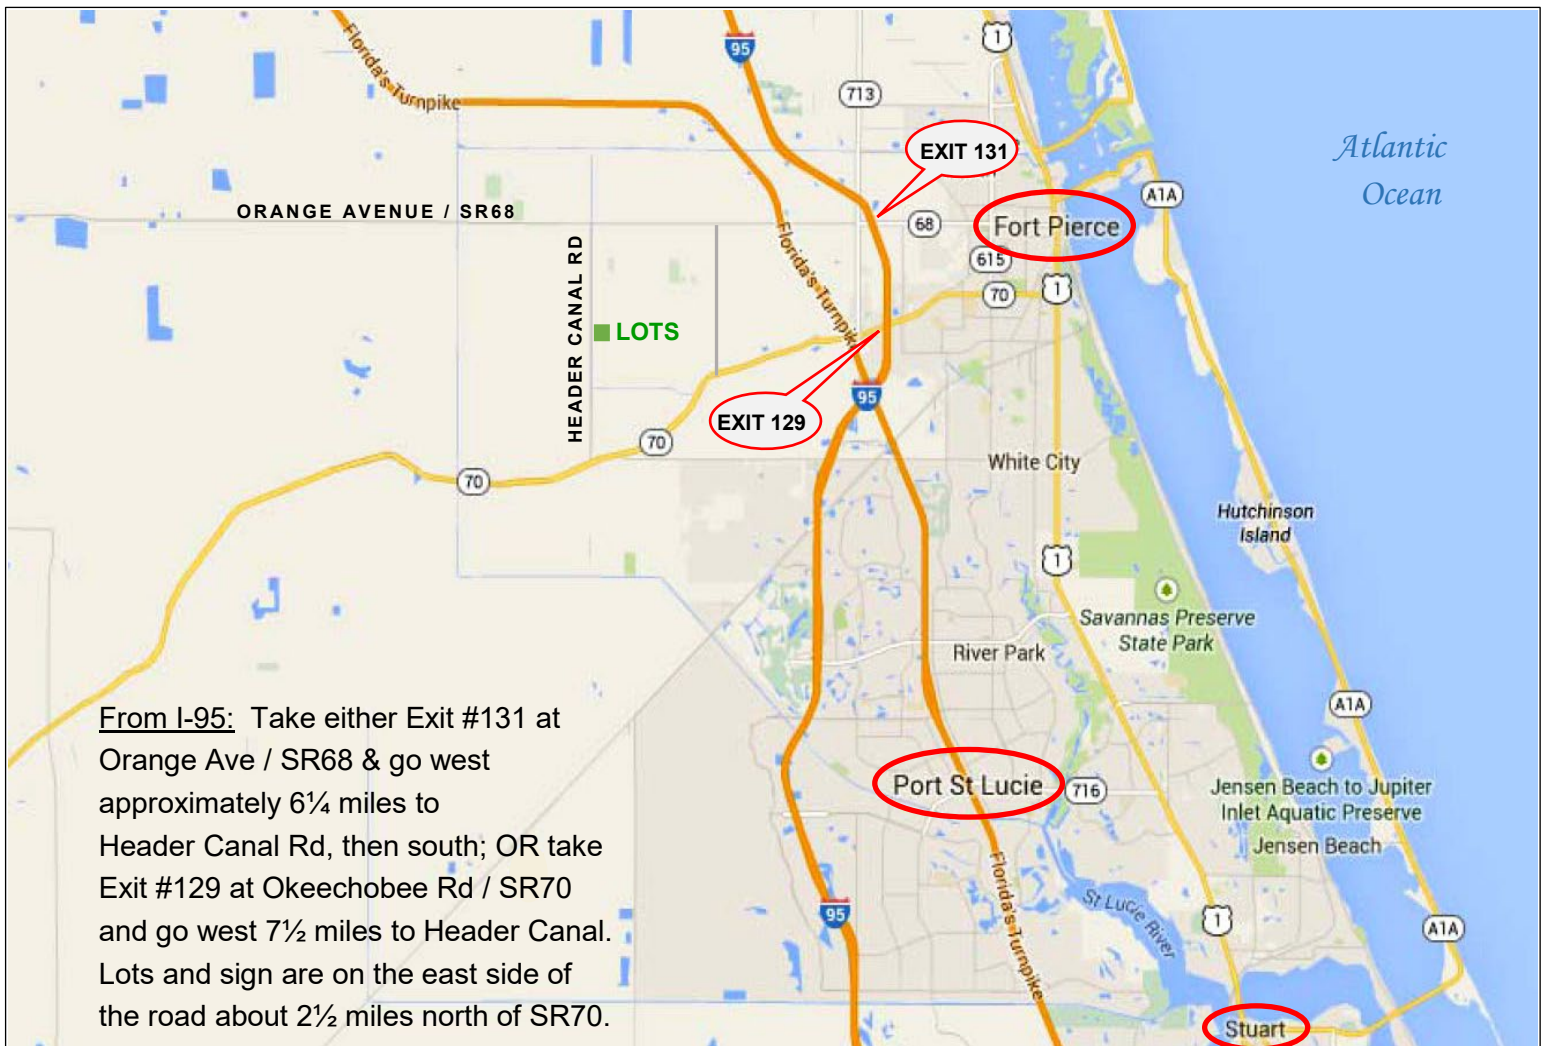 1
95
Florida's Turnpike
713
EXIT 131
Atlantic
Ocean
A1A
ORANGE AVENUE / SR68
68
Fort Pierce
615
Florida's Turnpike
70
1
HEADER CANAL RD
LOTS
95
EXIT 129
70
White City
70
Hutchinson
Island
1
Savannas Preserve
State Park
River Park
A1A
From I-95: Take either Exit #131 at
Orange Ave / SR68 & go west
approximately 6¼ miles to
Header Canal Rd, then south; OR take
Exit #129 at Okeechobee Rd / SR70
and go west 7½ miles to Header Canal.
Lots and sign are on the east side of
the road about 2½ miles north of SR70.
Port St Lucie
716
Jensen Beach to Jupiter
Inlet Aquatic Preserve
Jensen Beach
Florida's Turnpike
St Lucie River
95
1
A1A
Stuart